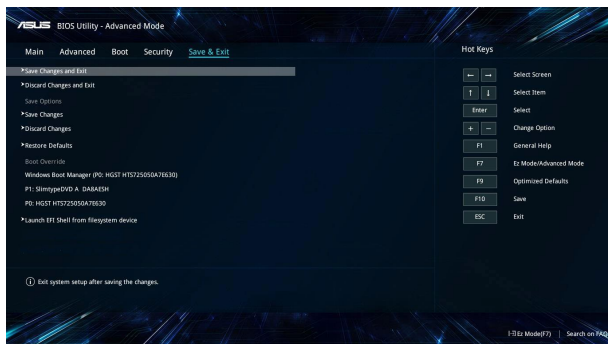 ASUS BIOS Utility - Advanced Mode
Main Advanced Boot Security Save & Exit
Save Changes and Exit
Discard Changes and Exit
Save Options
Save Changes
Discard Changes
Restore Defaults
Boot Override
Windows Boot Manager (P0: HGST HTS725050A7E630)
P1: SlimtypeDVD A DA8AESH
P0: HGST HTS725050A7E630
Launch EFI Shell from filesystem device
Exit system setup after saving the changes.
Hot Keys
← → Select Screen
↑ ↓ Select Item
Enter Select
+ − Change Option
F1 General Help
F7 Ez Mode/Advanced Mode
F9 Optimized Defaults
F10 Save
ESC Exit
Ez Mode(F7) | Search on FAQ